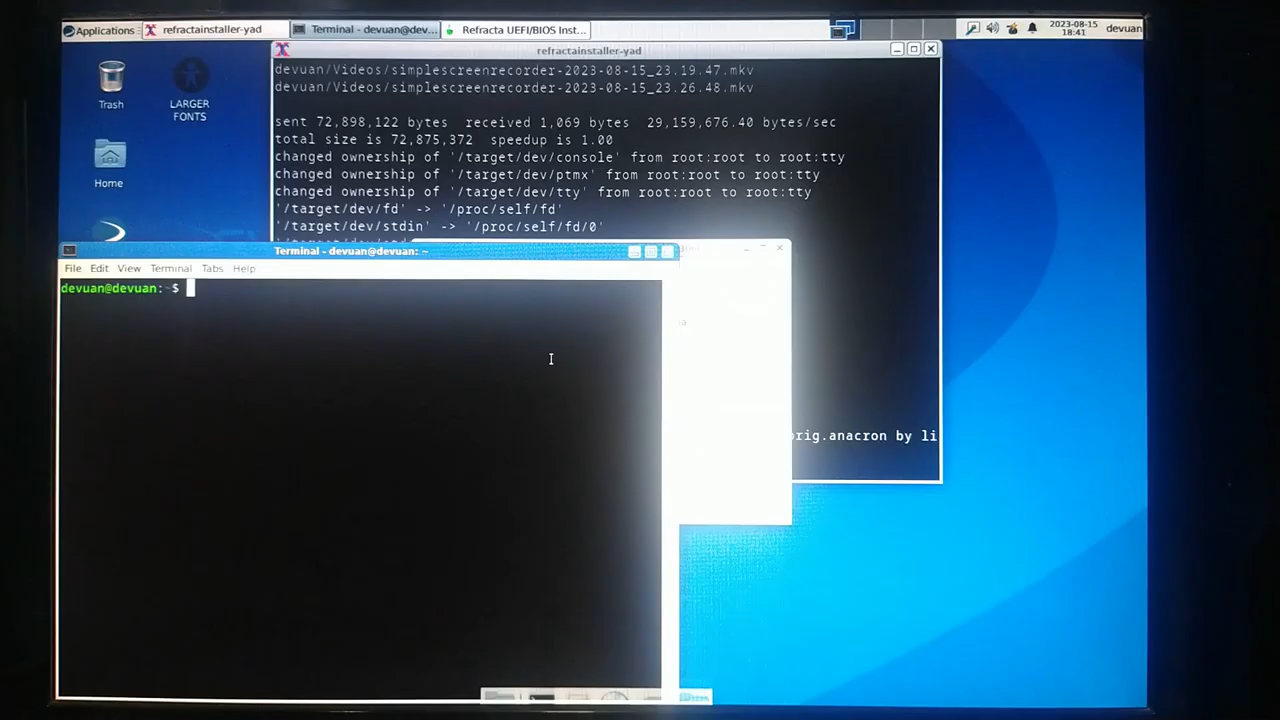 Applications
refractainstaller-yad
Terminal - devuan@dev...
Refracta UEFI/BIOS Inst...
2023-08-15
18:41
devuan
Trash
LARGER
FONTS
Home
refractainstaller-yad
devuan/Videos/simplescreenrecorder-2023-08-15_23.19.47.mkv
devuan/Videos/simplescreenrecorder-2023-08-15_23.26.48.mkv
sent 72,898,122 bytes  received 1,069 bytes  29,159,676.40 bytes/sec
total size is 72,875,372  speedup is 1.00
changed ownership of '/target/dev/console' from root:root to root:tty
changed ownership of '/target/dev/ptmx' from root:root to root:tty
changed ownership of '/target/dev/tty' from root:root to root:tty
'/target/dev/fd' -> '/proc/self/fd'
'/target/dev/stdin' -> '/proc/self/fd/0'
Terminal - devuan@devuan: ~
File Edit View Terminal Tabs Help
devuan@devuan:~$
orig.anacron by li